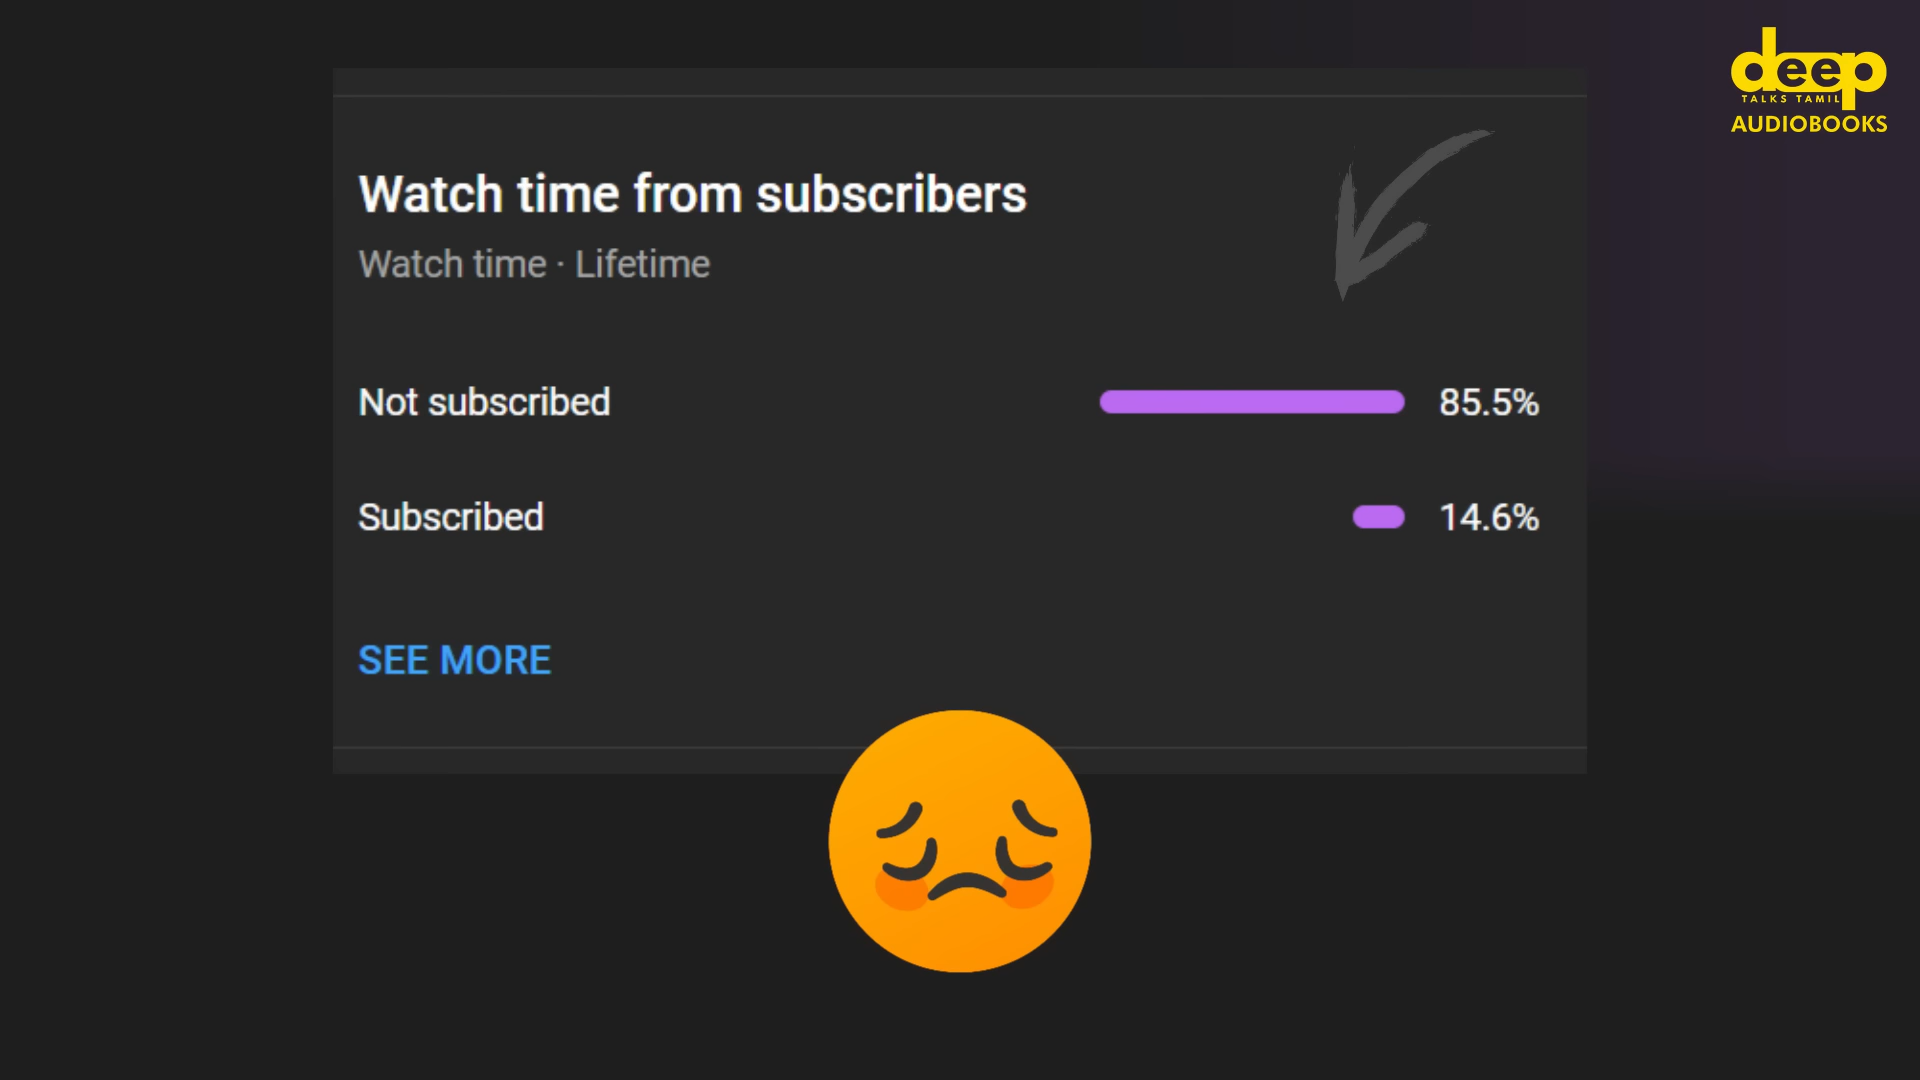 deep
TALKS TAMIL
AUDIOBOOKS
Watch time from subscribers
Watch time · Lifetime
Not subscribed 85.5%
Subscribed 14.6%
SEE MORE